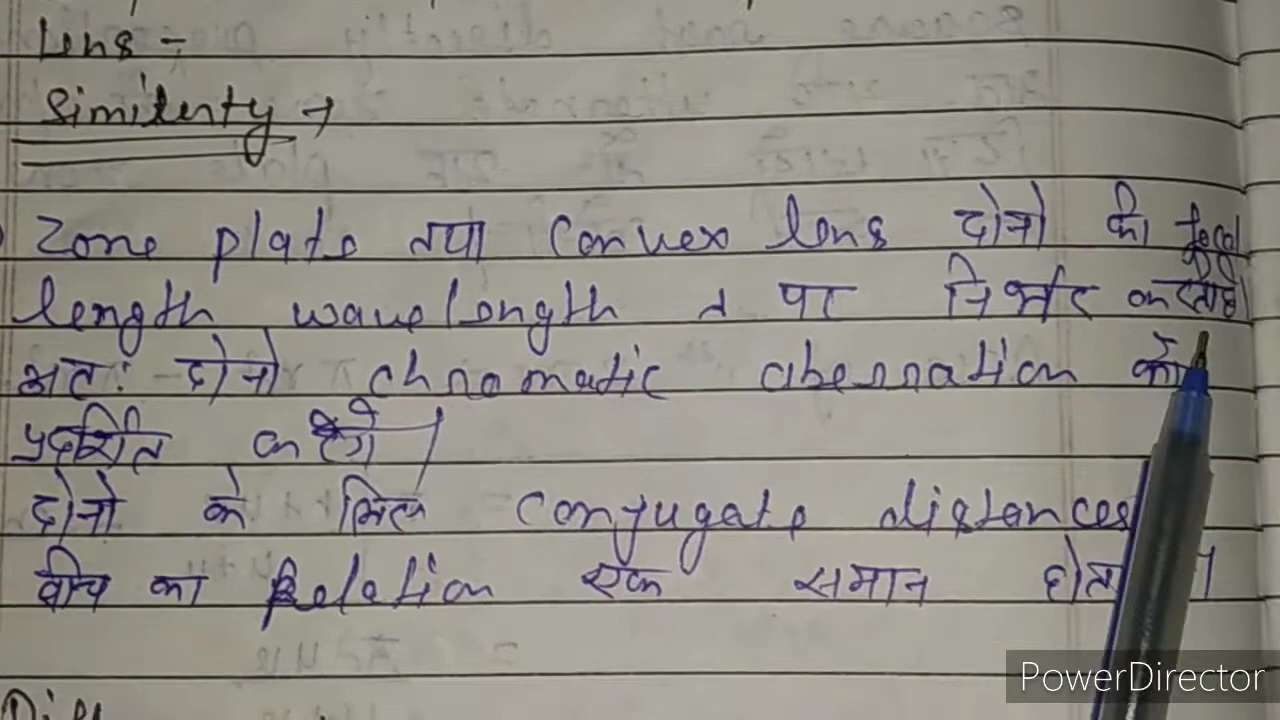 Lens -
Similerty →
Zone plate तथा convex lens दोनो की focal
length wavelength λ पर निर्भर करती है।
अतः दोनो chromatic aberration को
प्रदर्शित करेंगे।
दोनो के लिए conjugate distances
बीच का Relation एक समान होता
PowerDirector